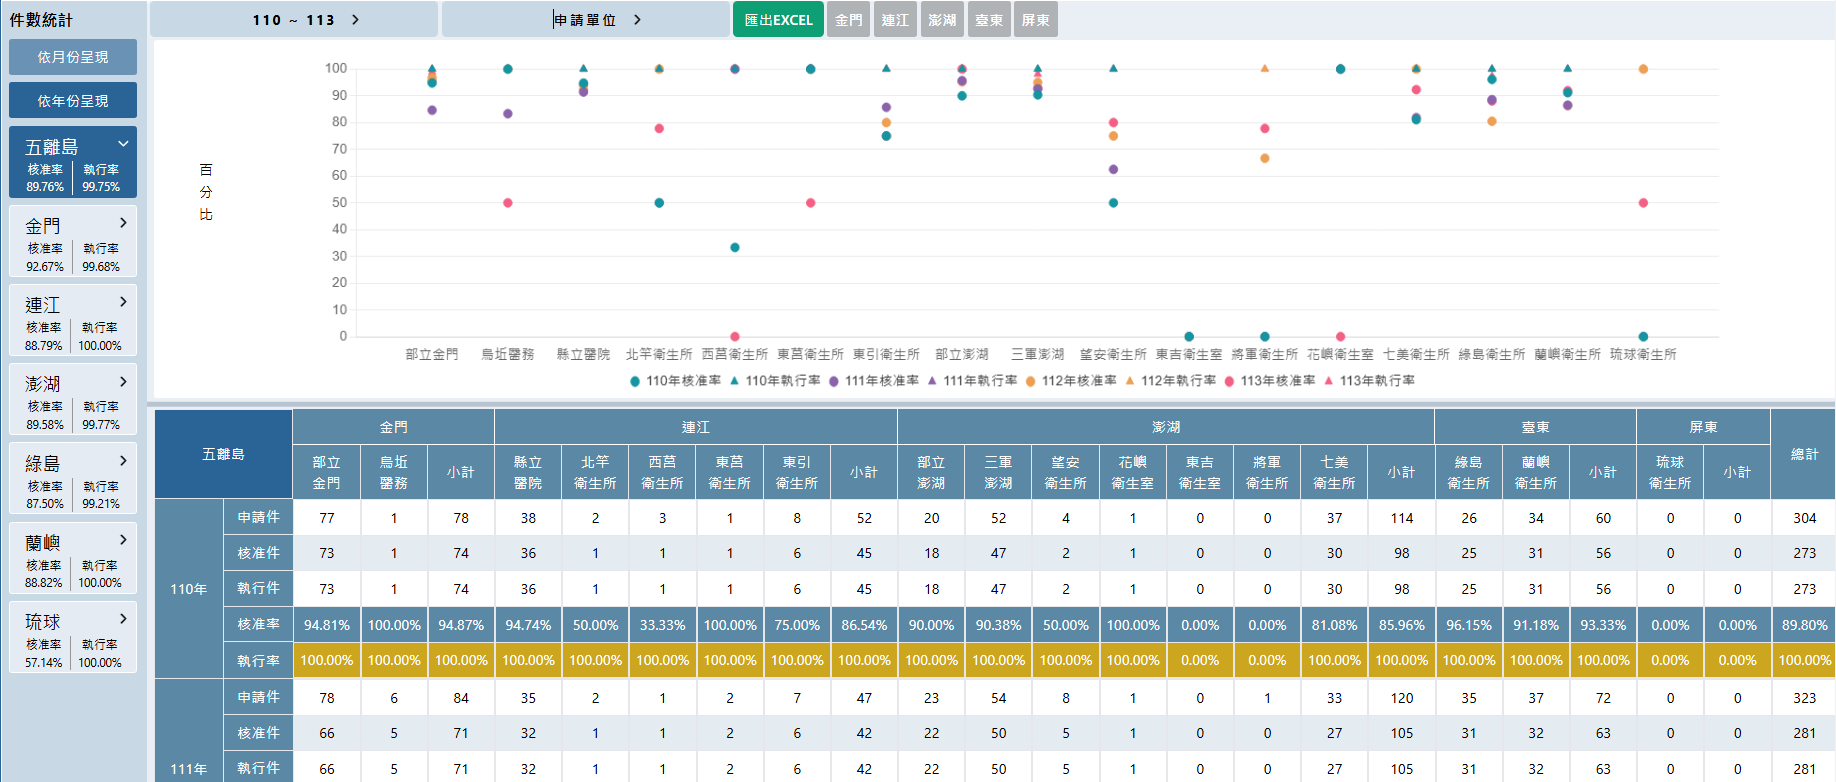 件數統計
110 ~ 113
申請單位
匯出EXCEL
金門
連江
澎湖
臺東
屏東
依月份呈現
依年份呈現
五離島
核准率 執行率
89.76% 99.75%
金門
核准率 執行率
92.67% 99.68%
連江
核准率 執行率
88.79% 100.00%
澎湖
核准率 執行率
89.58% 99.77%
綠島
核准率 執行率
87.50% 99.21%
蘭嶼
核准率 執行率
88.82% 100.00%
琉球
核准率 執行率
57.14% 100.00%
百
分
比
100
90
80
70
60
50
40
30
20
10
0
部立金門 烏坵醫務 縣立醫院 北竿衛生所 西莒衛生所 東莒衛生所 東引衛生所 部立澎湖 三軍澎湖 望安衛生所 東吉衛生室 將軍衛生所 花嶼衛生室 七美衛生所 綠島衛生所 蘭嶼衛生所 琉球衛生所
110年核准率 110年執行率 111年核准率 111年執行率 112年核准率 112年執行率 113年核准率 113年執行率
五離島 金門 連江 澎湖 臺東 屏東 總計
部立金門 烏坵醫務 小計 縣立醫院 北竿衛生所 西莒衛生所 東莒衛生所 東引衛生所 小計 部立澎湖 三軍澎湖 望安衛生所 花嶼衛生室 東吉衛生室 將軍衛生所 七美衛生所 小計 綠島衛生所 蘭嶼衛生所 小計 琉球衛生所 小計
110年
申請件 77 1 78 38 2 3 1 8 52 20 52 4 1 0 0 37 114 26 34 60 0 0 304
核准件 73 1 74 36 1 1 1 6 45 18 47 2 1 0 0 30 98 25 31 56 0 0 273
執行件 73 1 74 36 1 1 1 6 45 18 47 2 1 0 0 30 98 25 31 56 0 0 273
核准率 94.81% 100.00% 94.87% 94.74% 50.00% 33.33% 100.00% 75.00% 86.54% 90.00% 90.38% 50.00% 100.00% 0.00% 0.00% 81.08% 85.96% 96.15% 91.18% 93.33% 0.00% 0.00% 89.80%
執行率 100.00% 100.00% 100.00% 100.00% 100.00% 100.00% 100.00% 100.00% 100.00% 100.00% 100.00% 100.00% 100.00% 0.00% 0.00% 100.00% 100.00% 100.00% 100.00% 100.00% 0.00% 0.00% 100.00%
111年
申請件 78 6 84 35 2 1 2 7 47 23 54 8 1 0 1 33 120 35 37 72 0 0 323
核准件 66 5 71 32 1 1 2 6 42 22 50 5 1 0 0 27 105 31 32 63 0 0 281
執行件 66 5 71 32 1 1 2 6 42 22 50 5 1 0 0 27 105 31 32 63 0 0 281